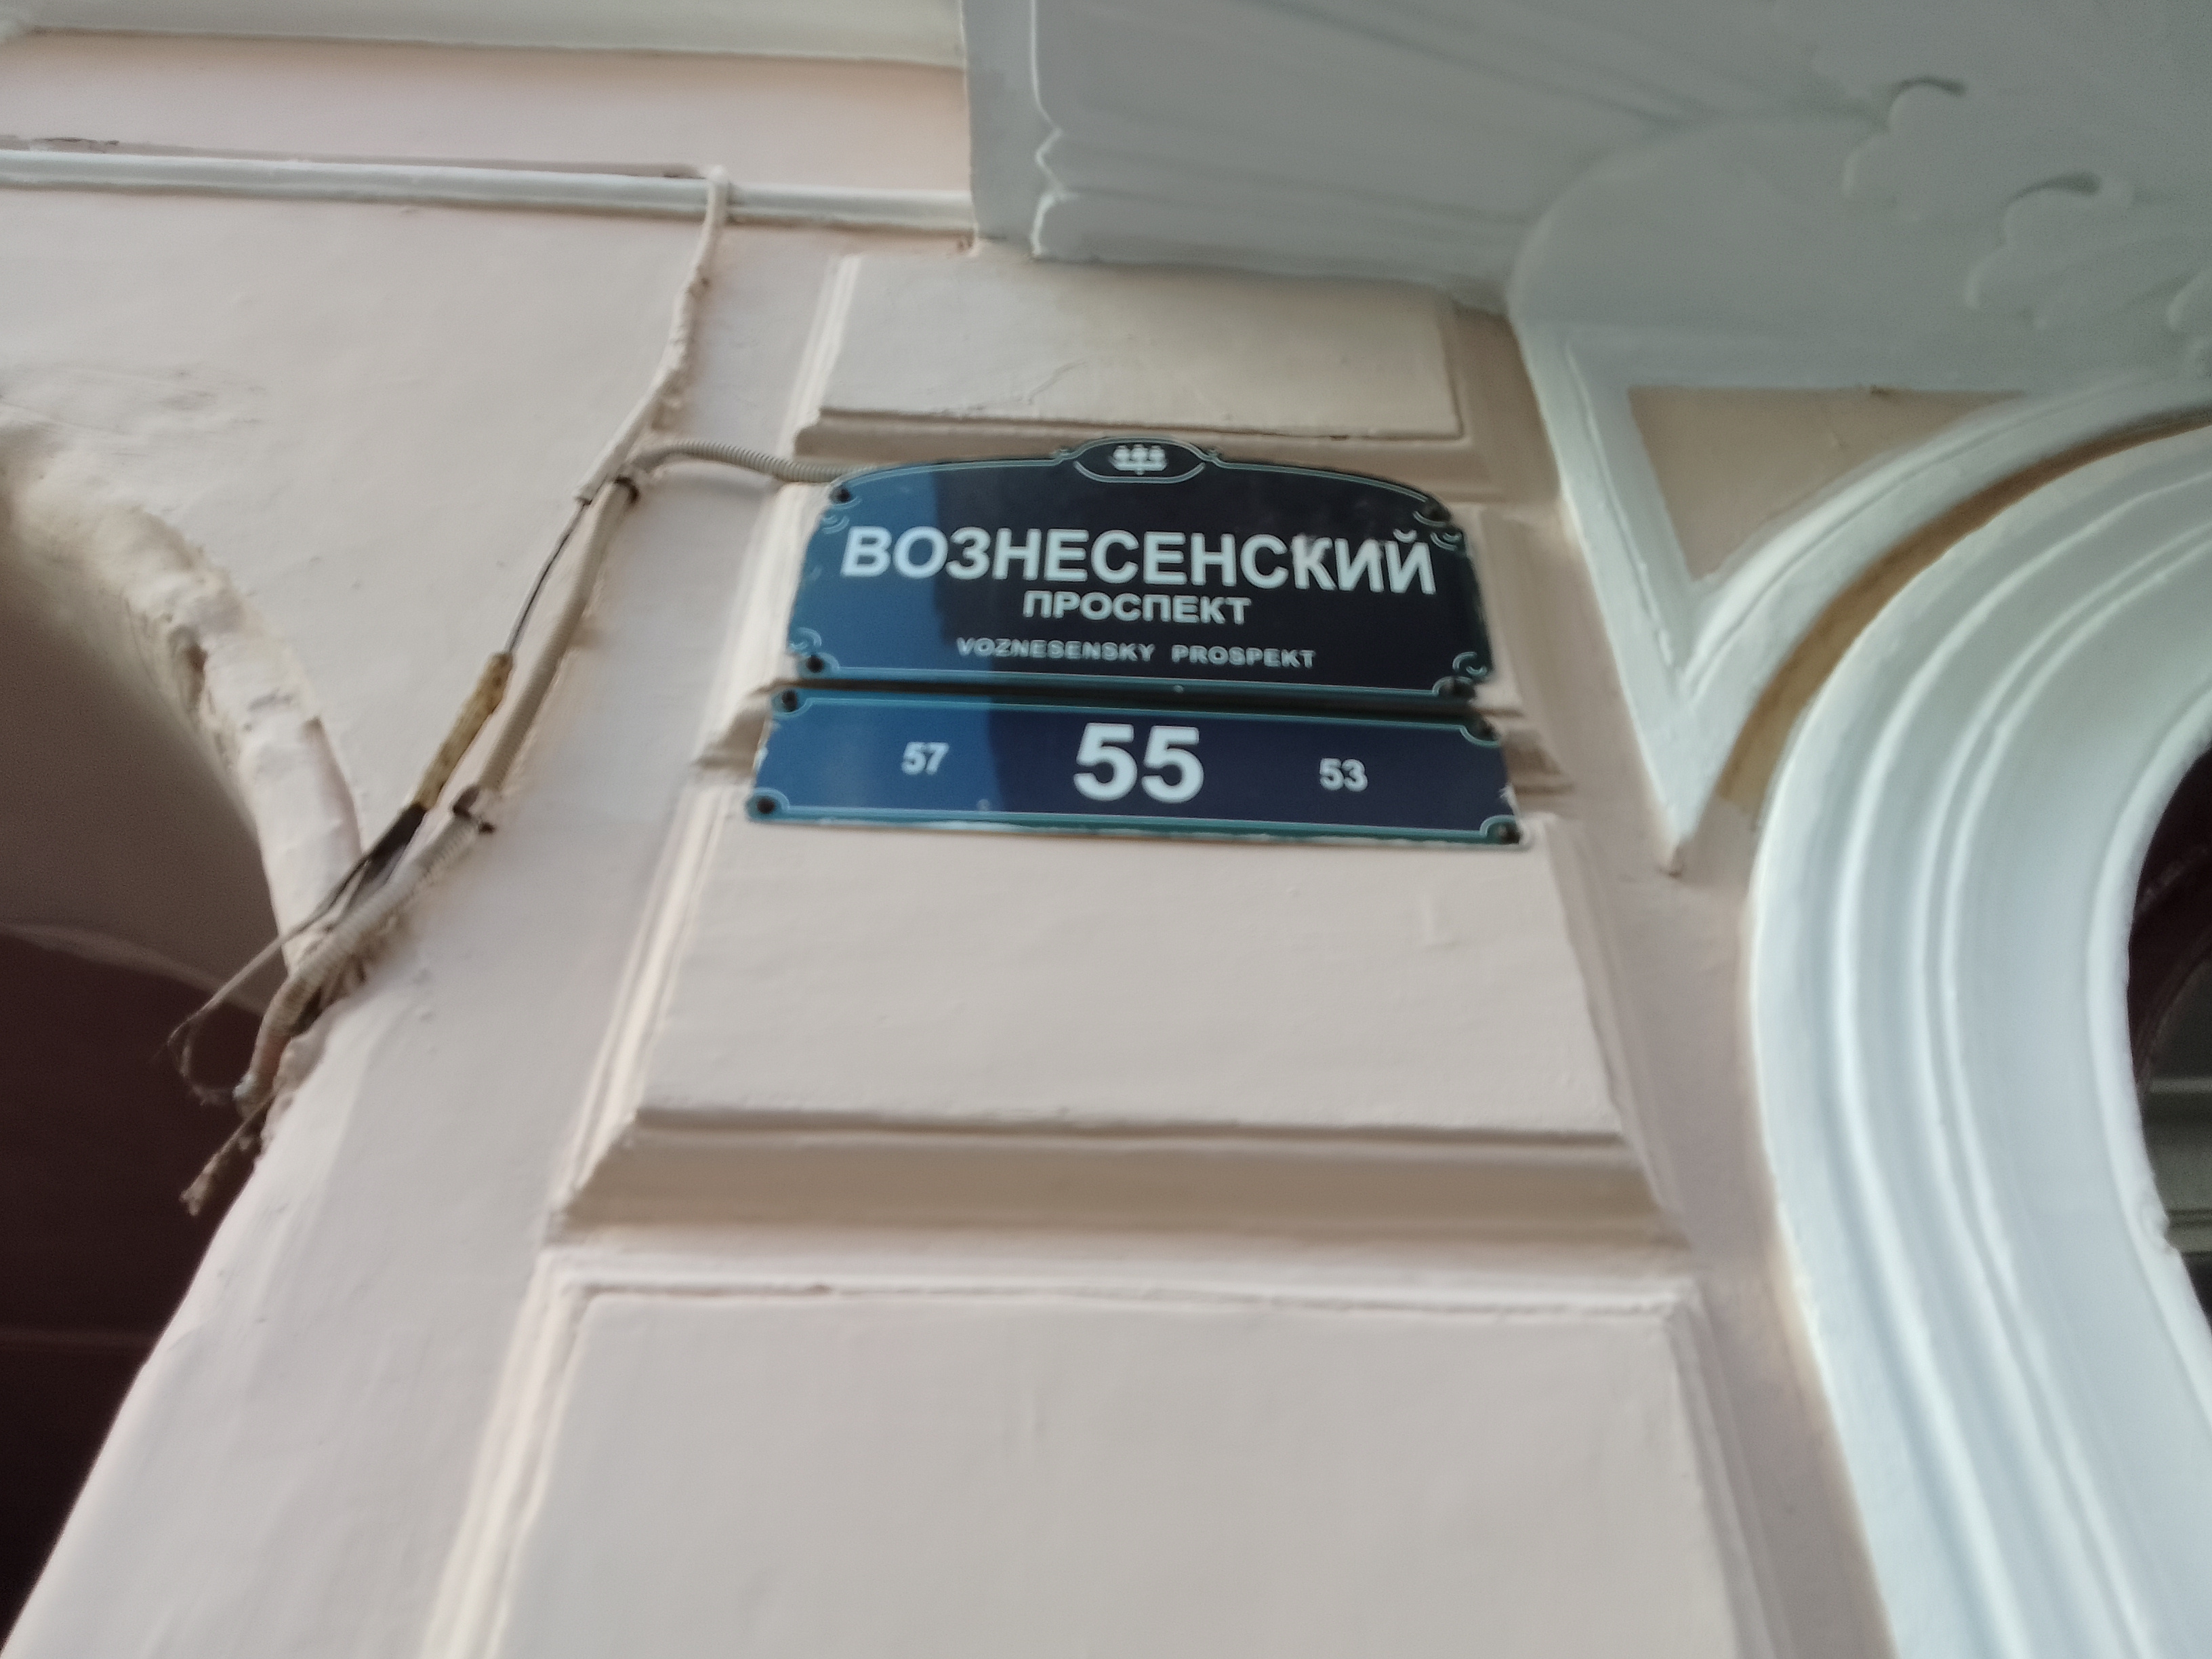 ВОЗНЕСЕНСКИЙ
ПРОСПЕКТ
VOZNESENSKY PROSPEKT
57 55 53